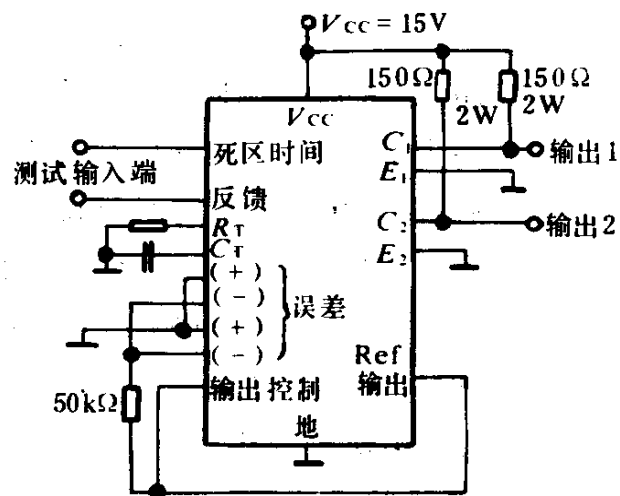 VCC = 15V
150Ω
2W
150Ω
2W
VCC
死区时间
测试输入端
反馈
RT
CT
(+)
(-)
(+)
(-)
误差
输出控制
地
50kΩ
C1
E1
C2
E2
Ref
输出
输出1
输出2